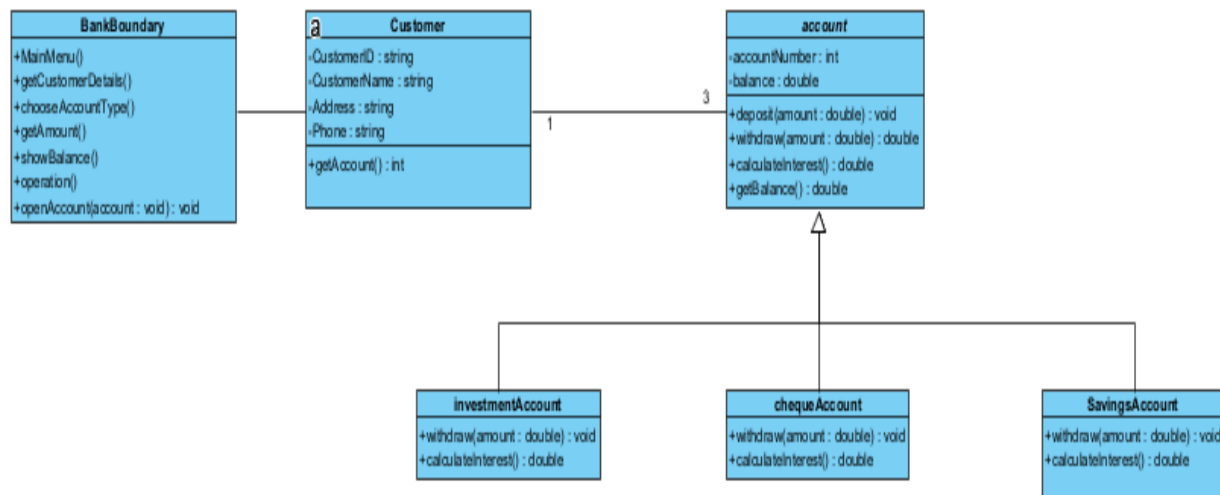 BankBoundary
+MainMenu()
+getCustomerDetails()
+chooseAccountType()
+getAmount()
+showBalance()
+operation()
+openAccount(account : void) : void
a
Customer
-CustomerID : string
-CustomerName : string
-Address : string
-Phone : string
+getAccount() : int
1
3
account
-accountNumber : int
-balance : double
+deposit(amount : double) : void
+withdraw(amount : double) : double
+calculateInterest() : double
+getBalance() : double
investmentAccount
+withdraw(amount : double) : void
+calculateInterest() : double
chequeAccount
+withdraw(amount : double) : void
+calculateInterest() : double
SavingsAccount
+withdraw(amount : double) : void
+calculateInterest() : double